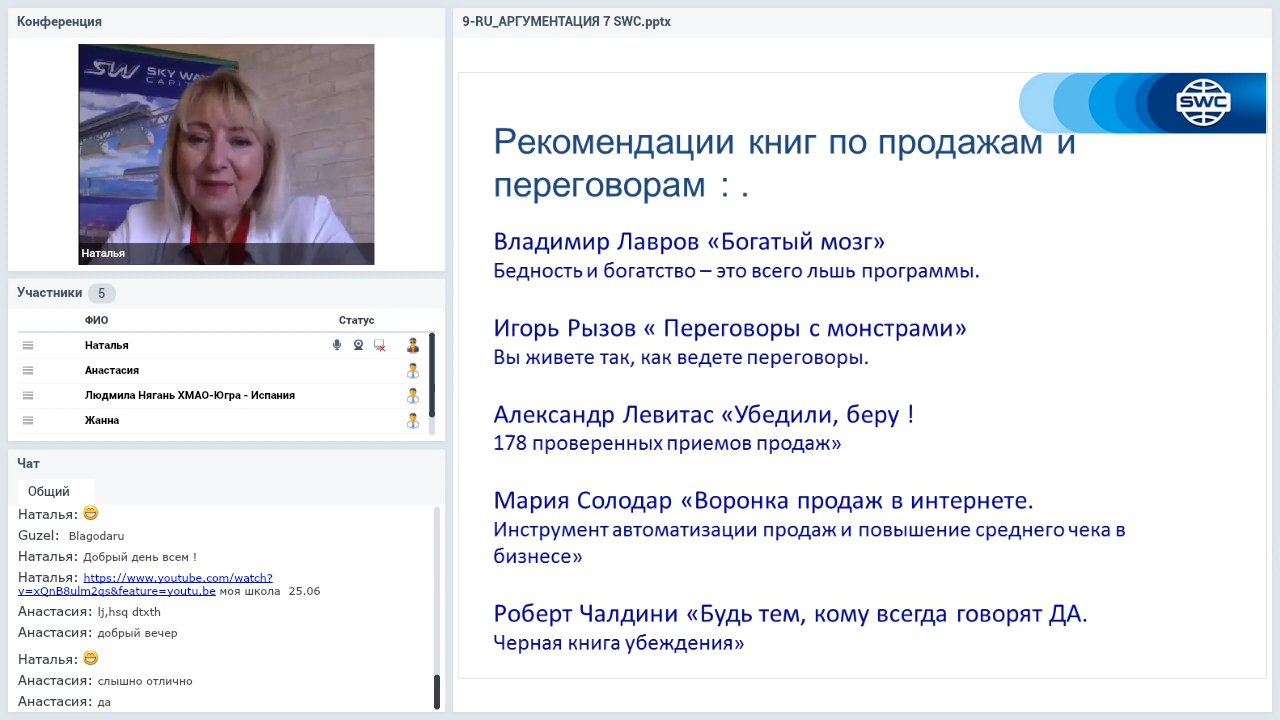 Конференция
SW SKY WAY
CAPI
Наталья
Участники 5
ФИО Статус
Наталья
Анастасия
Людмила Нягань ХМАО-Югра - Испания
Жанна
Чат
Общий
Наталья: 
Guzel: Blagodaru
Наталья: Добрый день всем !
Наталья: https://www.youtube.com/watch?
v=xQnB8ulm2qs&feature=youtu.be моя школа 25.06
Анастасия: lj,hsq dtxth
Анастасия: добрый вечер
Наталья: 
Анастасия: слышно отлично
Анастасия: да
9-RU_АРГУМЕНТАЦИЯ 7 SWC.pptx
SWC
Рекомендации книг по продажам и
переговорам : .
Владимир Лавров «Богатый мозг»
Бедность и богатство – это всего льшь программы.
Игорь Рызов « Переговоры с монстрами»
Вы живете так, как ведете переговоры.
Александр Левитас «Убедили, беру !
178 проверенных приемов продаж»
Мария Солодар «Воронка продаж в интернете.
Инструмент автоматизации продаж и повышение среднего чека в
бизнесе»
Роберт Чалдини «Будь тем, кому всегда говорят ДА.
Черная книга убеждения»